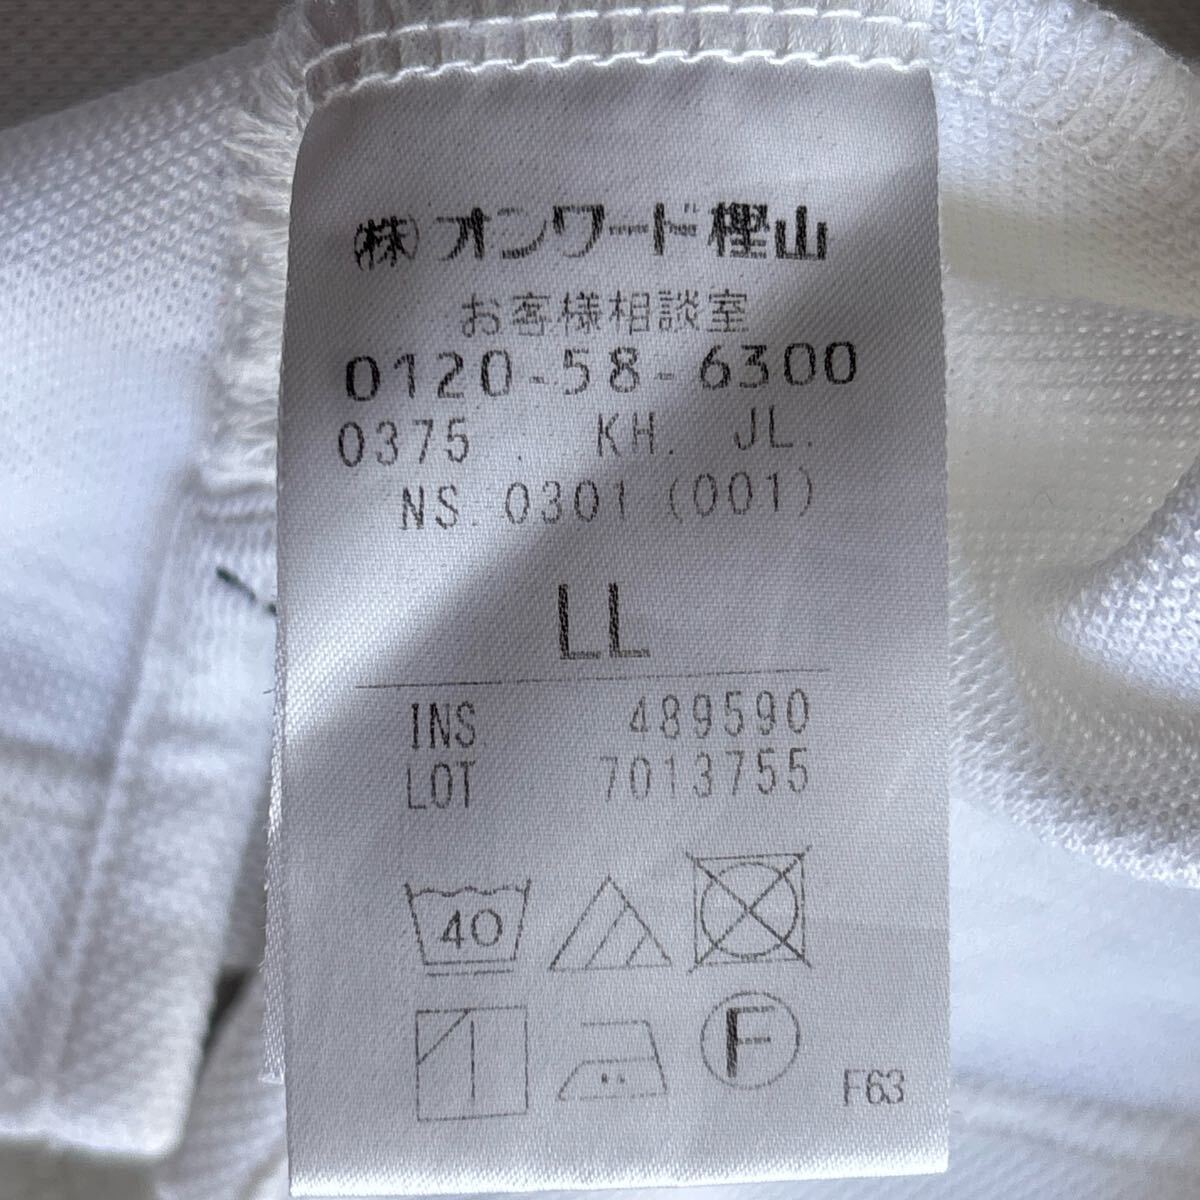 ㈱オンワード樫山
お客様相談室
0120-58-6300
0375 . KH. JL.
NS. 0301 (001)
LL
INS 489590
LOT 7013755
40
F
F63